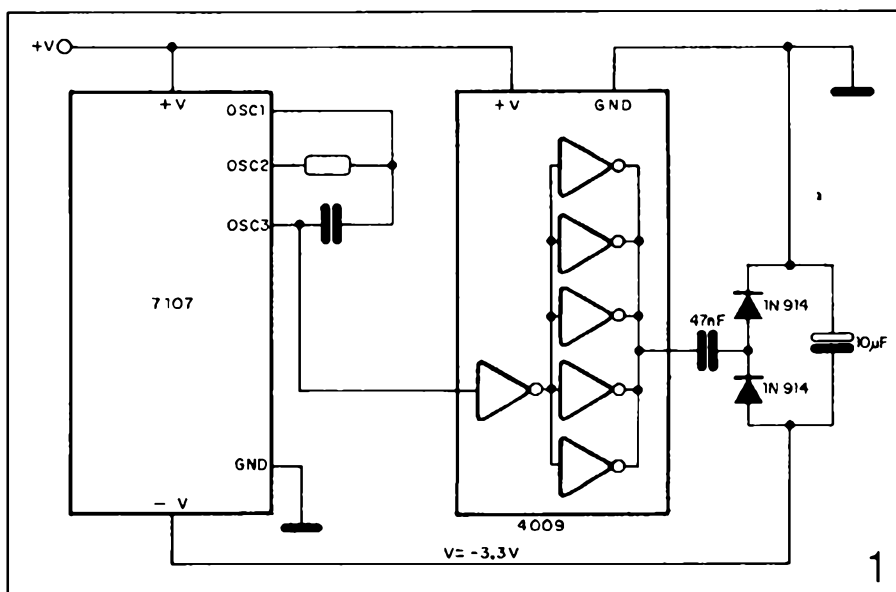 +V
+V
OSC1
OSC2
OSC3
7107
GND
- V
+V
GND
4009
47nF
1N 914
1N 914
10µF
V= -3.3V
1